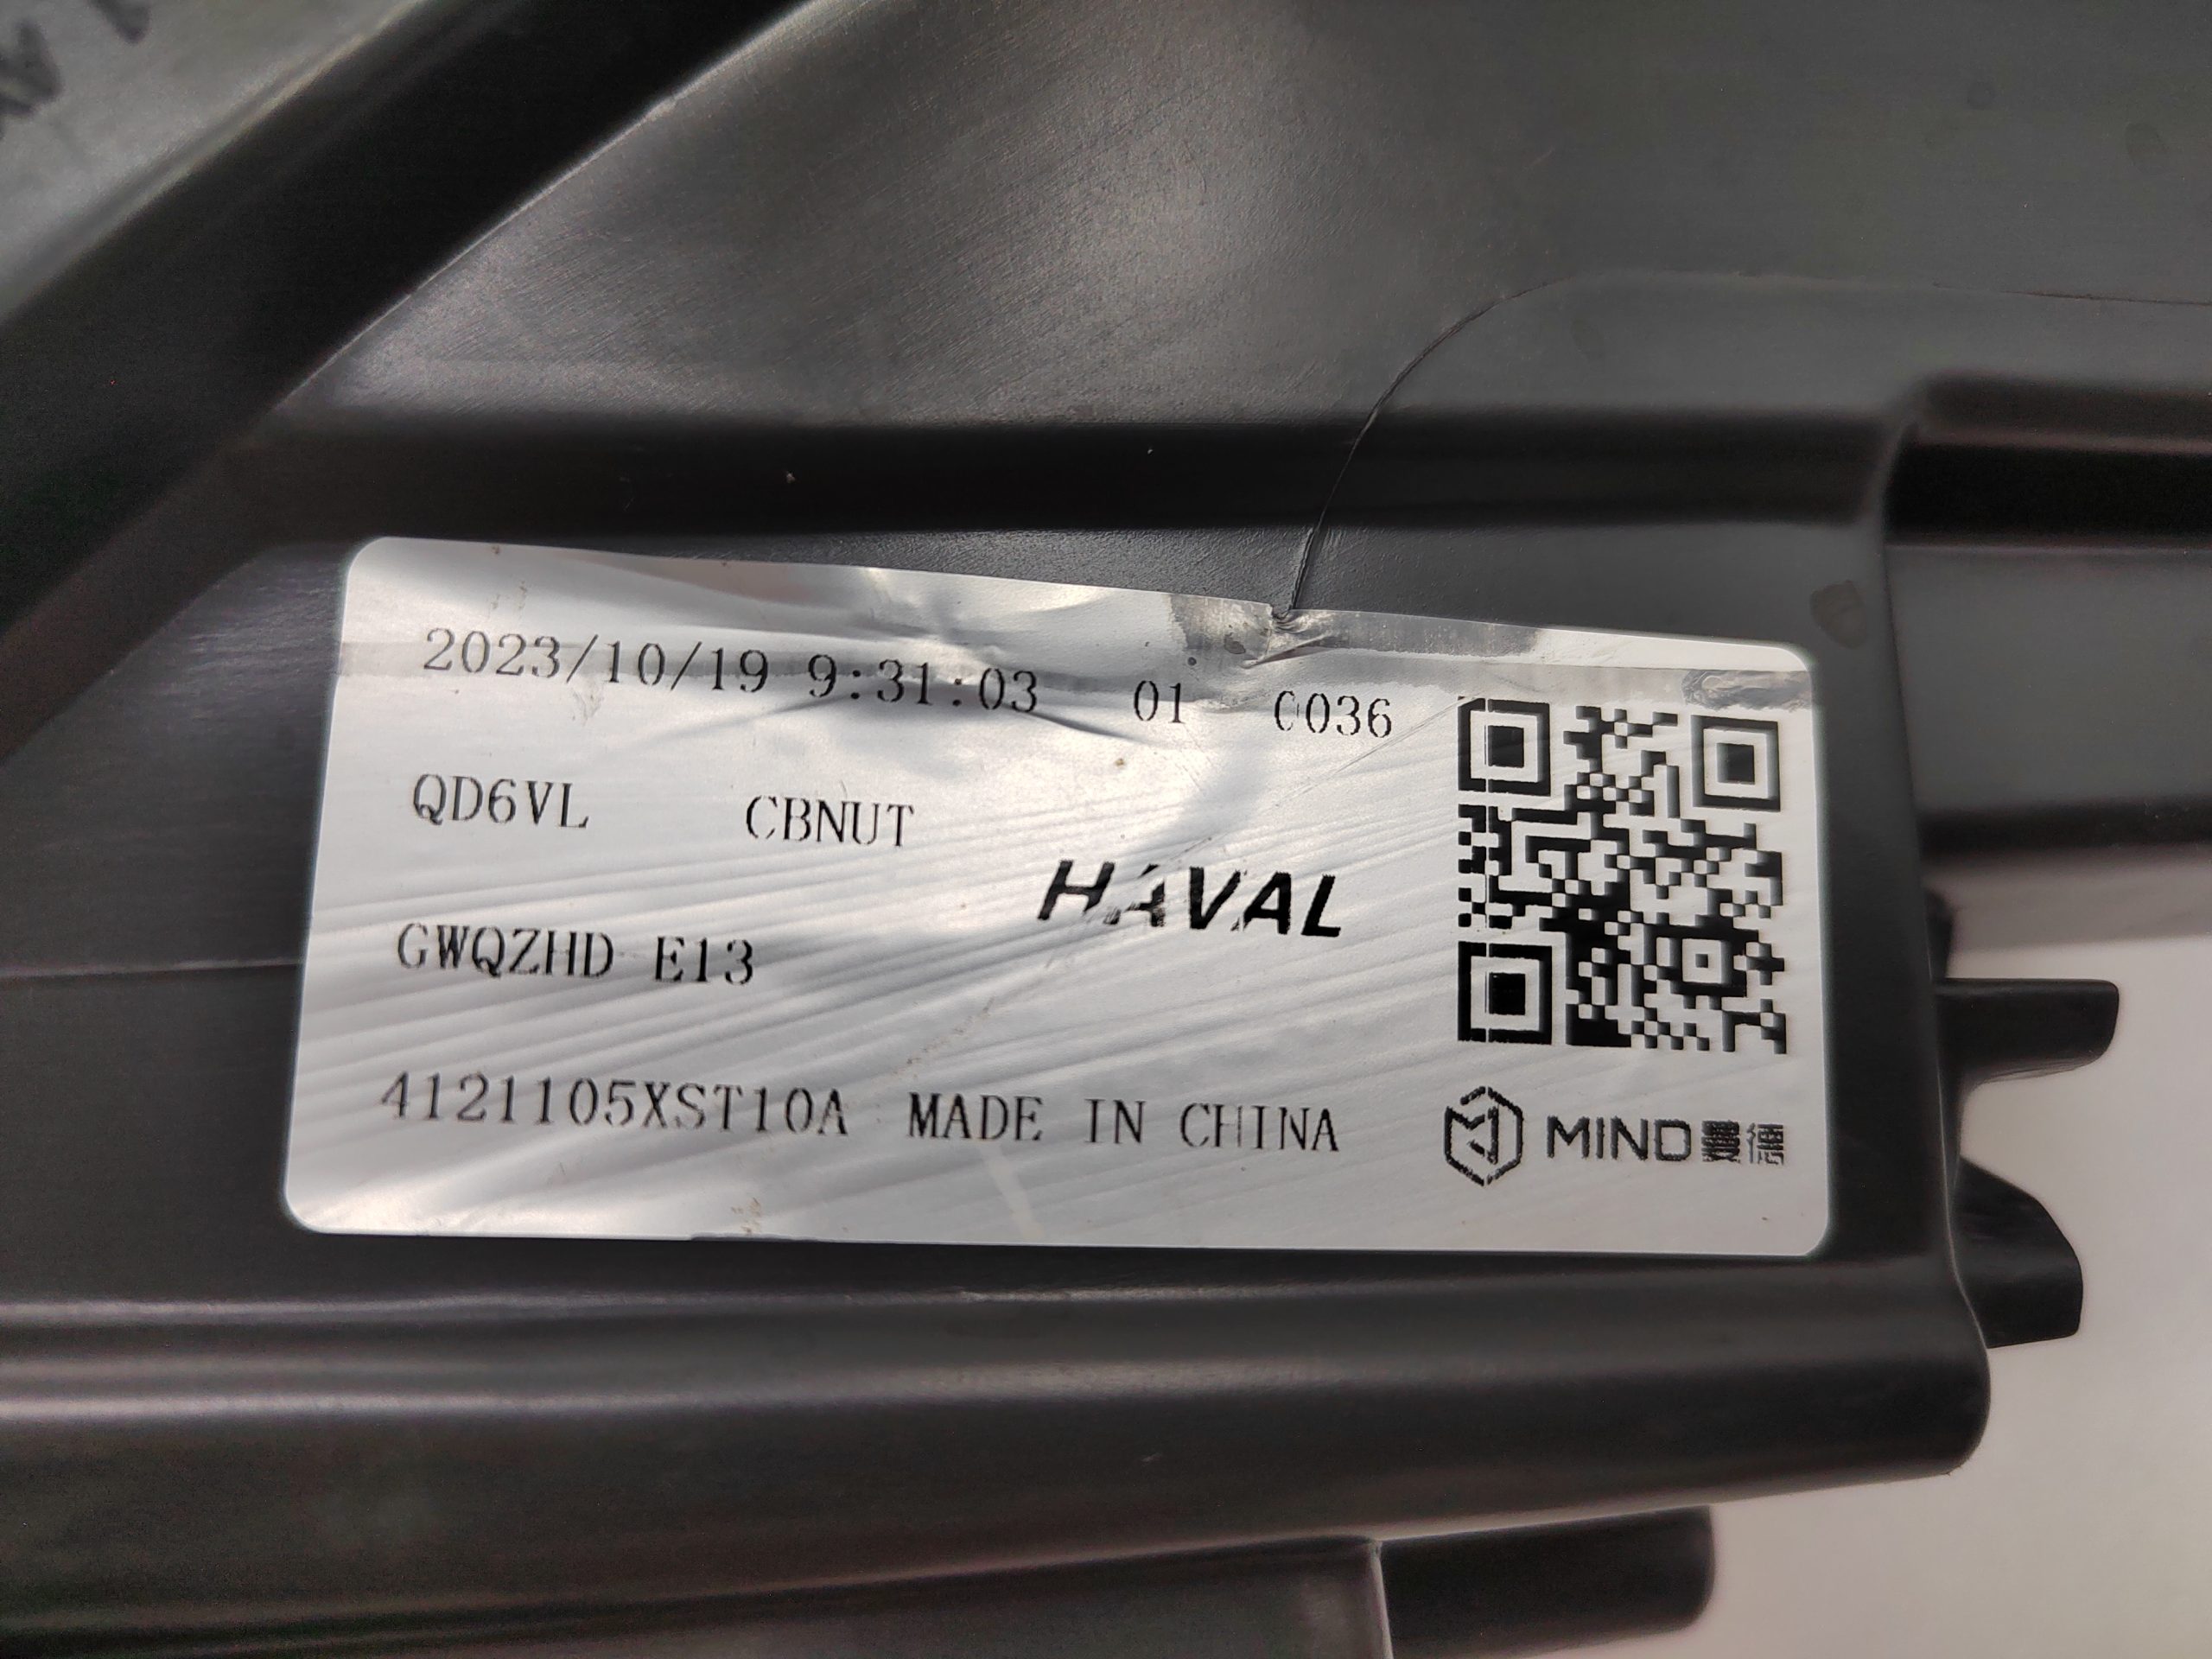 2023/10/19 9:31:03 01 0036
QD6VL CBNUT
HAVAL
GWQZHD E13
4121105XST10A MADE IN CHINA
MIND曼德